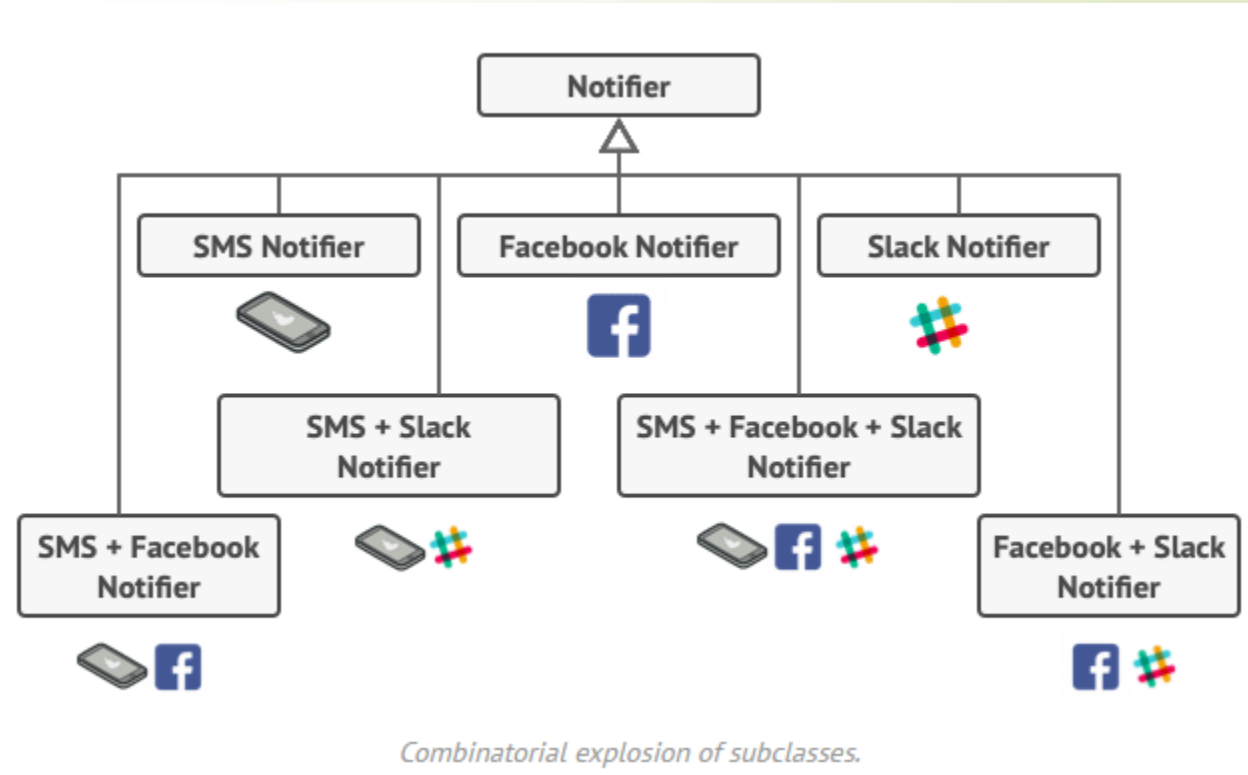 Notifier
SMS Notifier
Facebook Notifier
Slack Notifier
SMS + Slack
Notifier
SMS + Facebook + Slack
Notifier
SMS + Facebook
Notifier
Facebook + Slack
Notifier
Combinatorial explosion of subclasses.